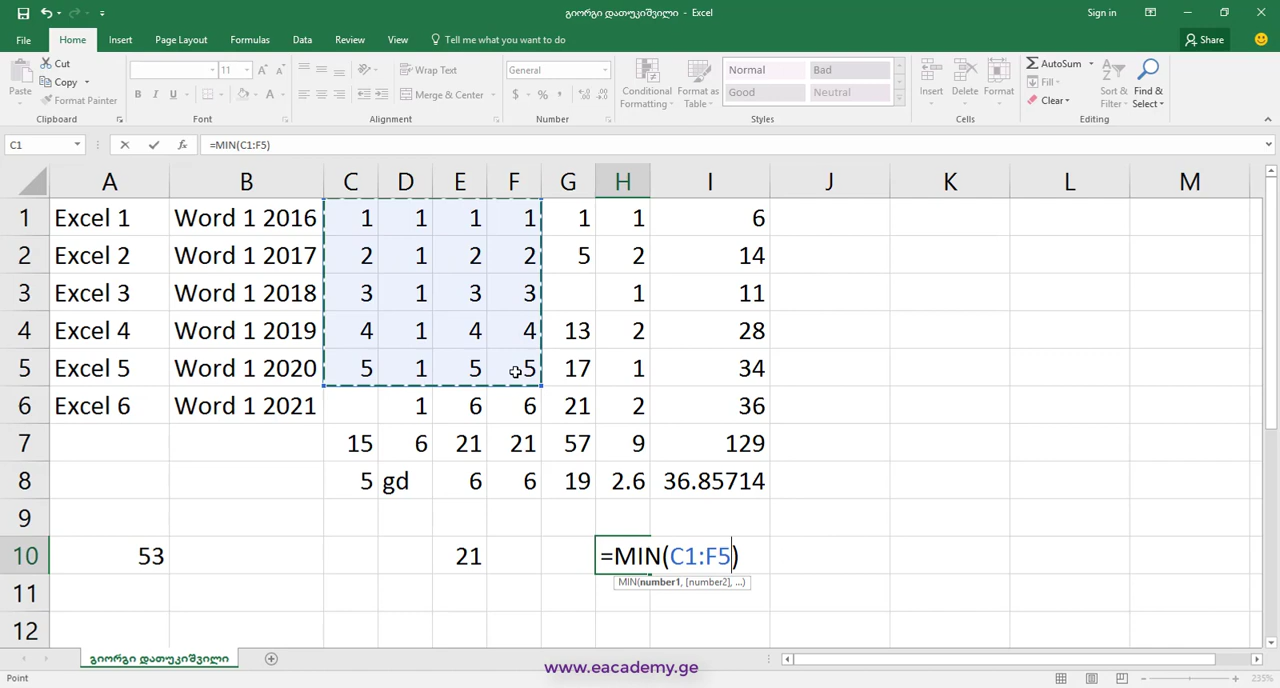 გიორგი დათუკიშვილი - Excel
Sign in
File Home Insert Page Layout Formulas Data Review View Tell me what you want to do Share
Paste
Cut
Copy
Format Painter
Clipboard
11
A A
B I U A
Font
Wrap Text
Merge & Center
Alignment
General
$ % ,
Number
Conditional Formatting
Format as Table
Normal Bad
Good Neutral
Styles
Insert Delete Format
Cells
AutoSum
Fill
Clear
Sort & Filter
Find & Select
Editing
C1 fx =MIN(C1:F5)
A B C D E F G H I J K L M
1 Excel 1 Word 1 2016 1 1 1 1 1 1 6
2 Excel 2 Word 1 2017 2 1 2 2 5 2 14
3 Excel 3 Word 1 2018 3 1 3 3 1 11
4 Excel 4 Word 1 2019 4 1 4 4 13 2 28
5 Excel 5 Word 1 2020 5 1 5 5 17 1 34
6 Excel 6 Word 1 2021 1 6 6 21 2 36
7 15 6 21 21 57 9 129
8 5 gd 6 6 19 2.6 36.85714
9
10 53 21 =MIN(C1:F5)
MIN(number1, [number2], ...)
11
12
გიორგი დათუკიშვილი
www.eacademy.ge
Point
235%